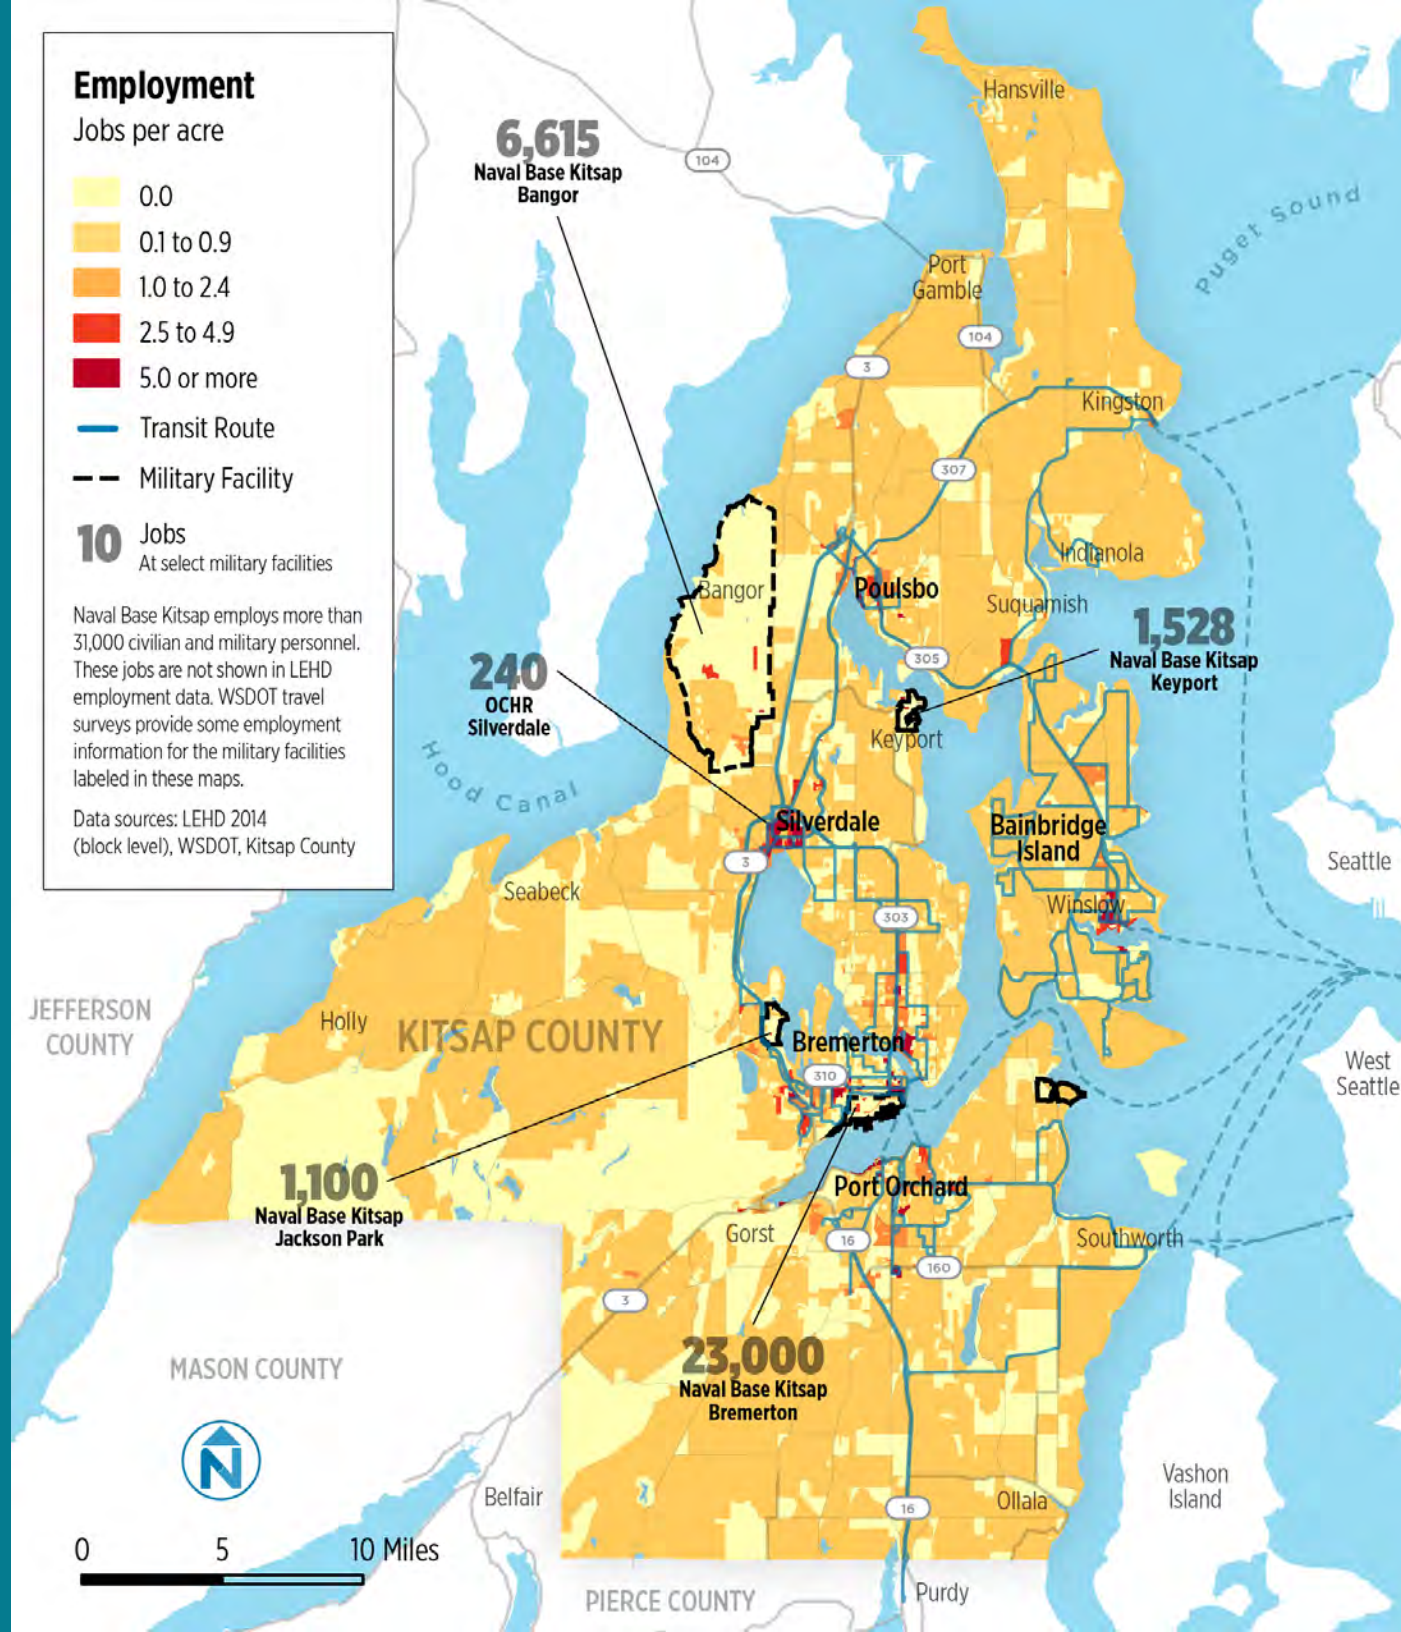 Employment
Jobs per acre
0.0
0.1 to 0.9
1.0 to 2.4
2.5 to 4.9
5.0 or more
Transit Route
Military Facility
10
Jobs
At select military facilities
Naval Base Kitsap employs more than
31,000 civilian and military personnel.
These jobs are not shown in LEHD
employment data. WSDOT travel
surveys provide some employment
information for the military facilities
labeled in these maps.
Data sources: LEHD 2014
(block level), WSDOT, Kitsap County
Hansville
6,615
Naval Base Kitsap
Bangor
104
Puget Sound
Port
Gamble
104
3
Kingston
307
Indianola
Bangor
Poulsbo
Suquamish
1,528
Naval Base Kitsap
Keyport
305
240
OCHR
Silverdale
Keyport
Hood Canal
Silverdale
Bainbridge
Island
3
Seattle
Seabeck
Winslow
303
JEFFERSON
COUNTY
Holly
KITSAP COUNTY
Bremerton
310
West
Seattle
1,100
Naval Base Kitsap
Jackson Park
Port Orchard
Gorst
16
Southworth
160
3
23,000
Naval Base Kitsap
Bremerton
MASON COUNTY
N
Belfair
Vashon
Island
Ollala
16
0 5 10 Miles
PIERCE COUNTY
Purdy